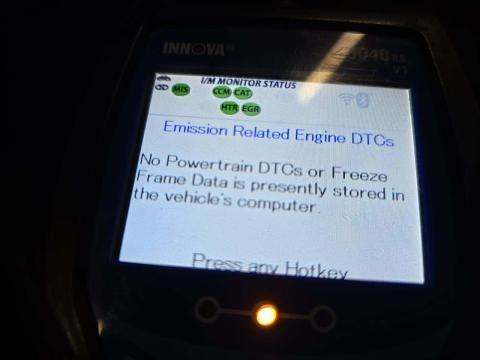 INNOVA®
I/M MONITOR STATUS
MIS CCM CAT
HTR EGR
Emission Related Engine DTCs
No Powertrain DTCs or Freeze
Frame Data is presently stored in
the vehicle's computer.
Press any Hotkey